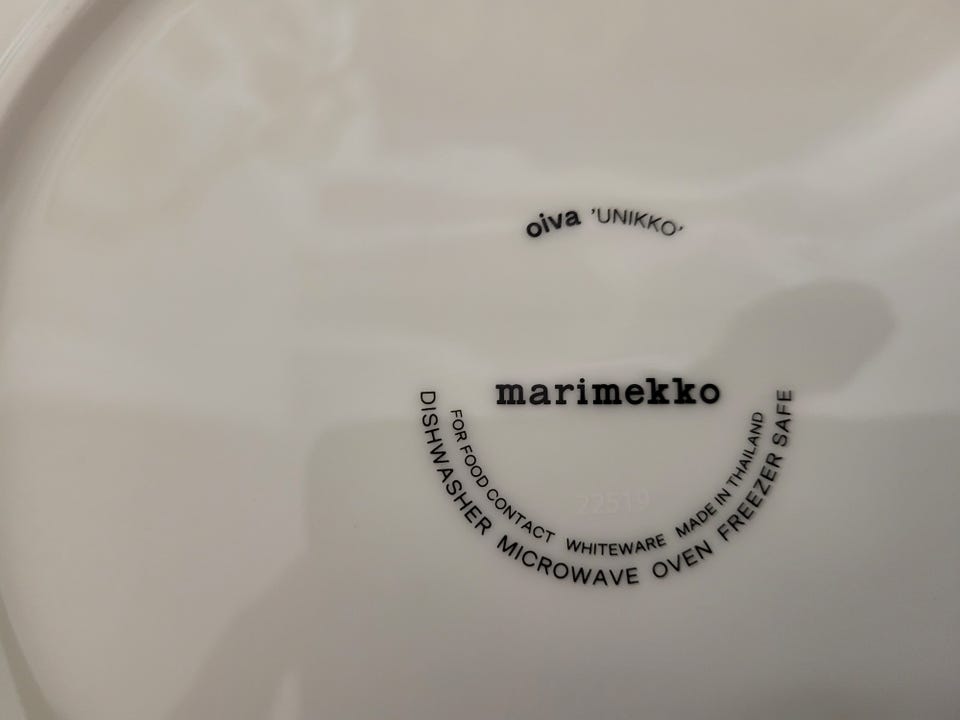 oiva 'UNIKKO'
marimekko
FOR FOOD CONTACT WHITEWARE MADE IN THAILAND
DISHWASHER MICROWAVE OVEN FREEZER SAFE